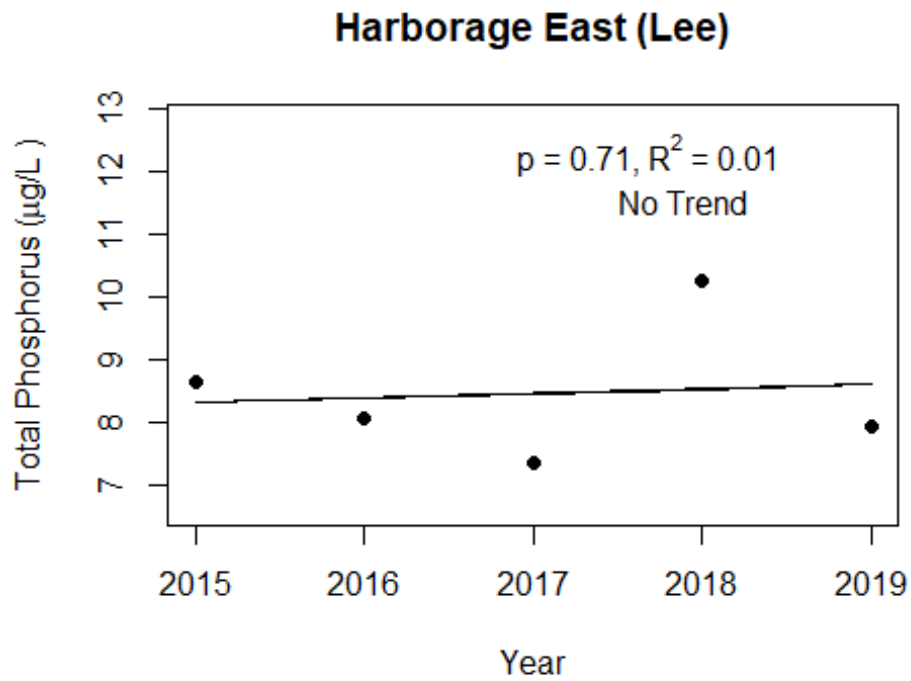 Harborage East (Lee)
p = 0.71, R² = 0.01
No Trend
Total Phosphorus (µg/L )
13
12
11
10
9
8
7
2015 2016 2017 2018 2019
Year